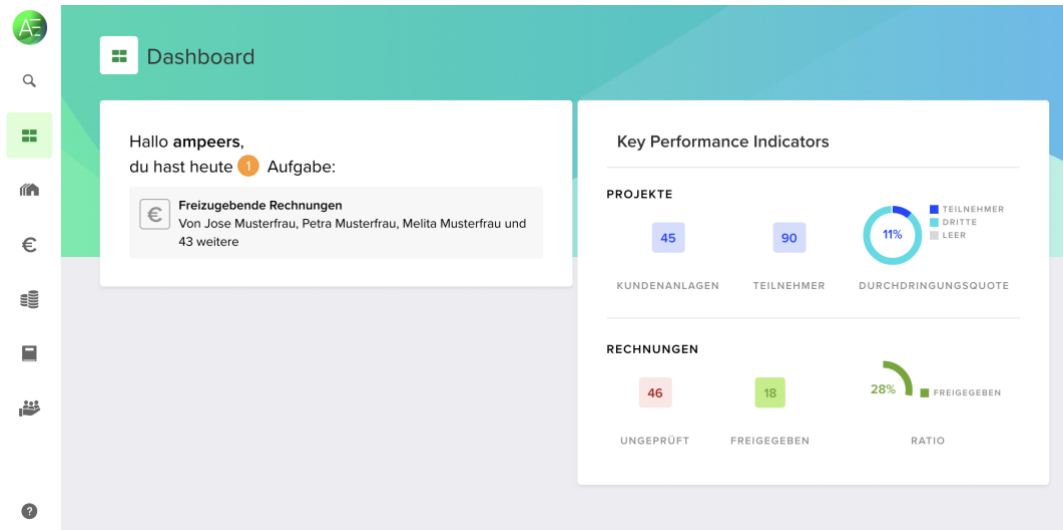 AE
Dashboard
Hallo ampeers,
du hast heute 1 Aufgabe:
€
Freizugebende Rechnungen
Von Jose Musterfrau, Petra Musterfrau, Melita Musterfrau und
43 weitere
Key Performance Indicators
PROJEKTE
45
90
11%
TEILNEHMER
DRITTE
LEER
KUNDENANLAGEN TEILNEHMER DURCHDRINGUNGSQUOTE
RECHNUNGEN
46
18
28%
FREIGEGEBEN
UNGEPRÜFT FREIGEGEBEN RATIO
€
?